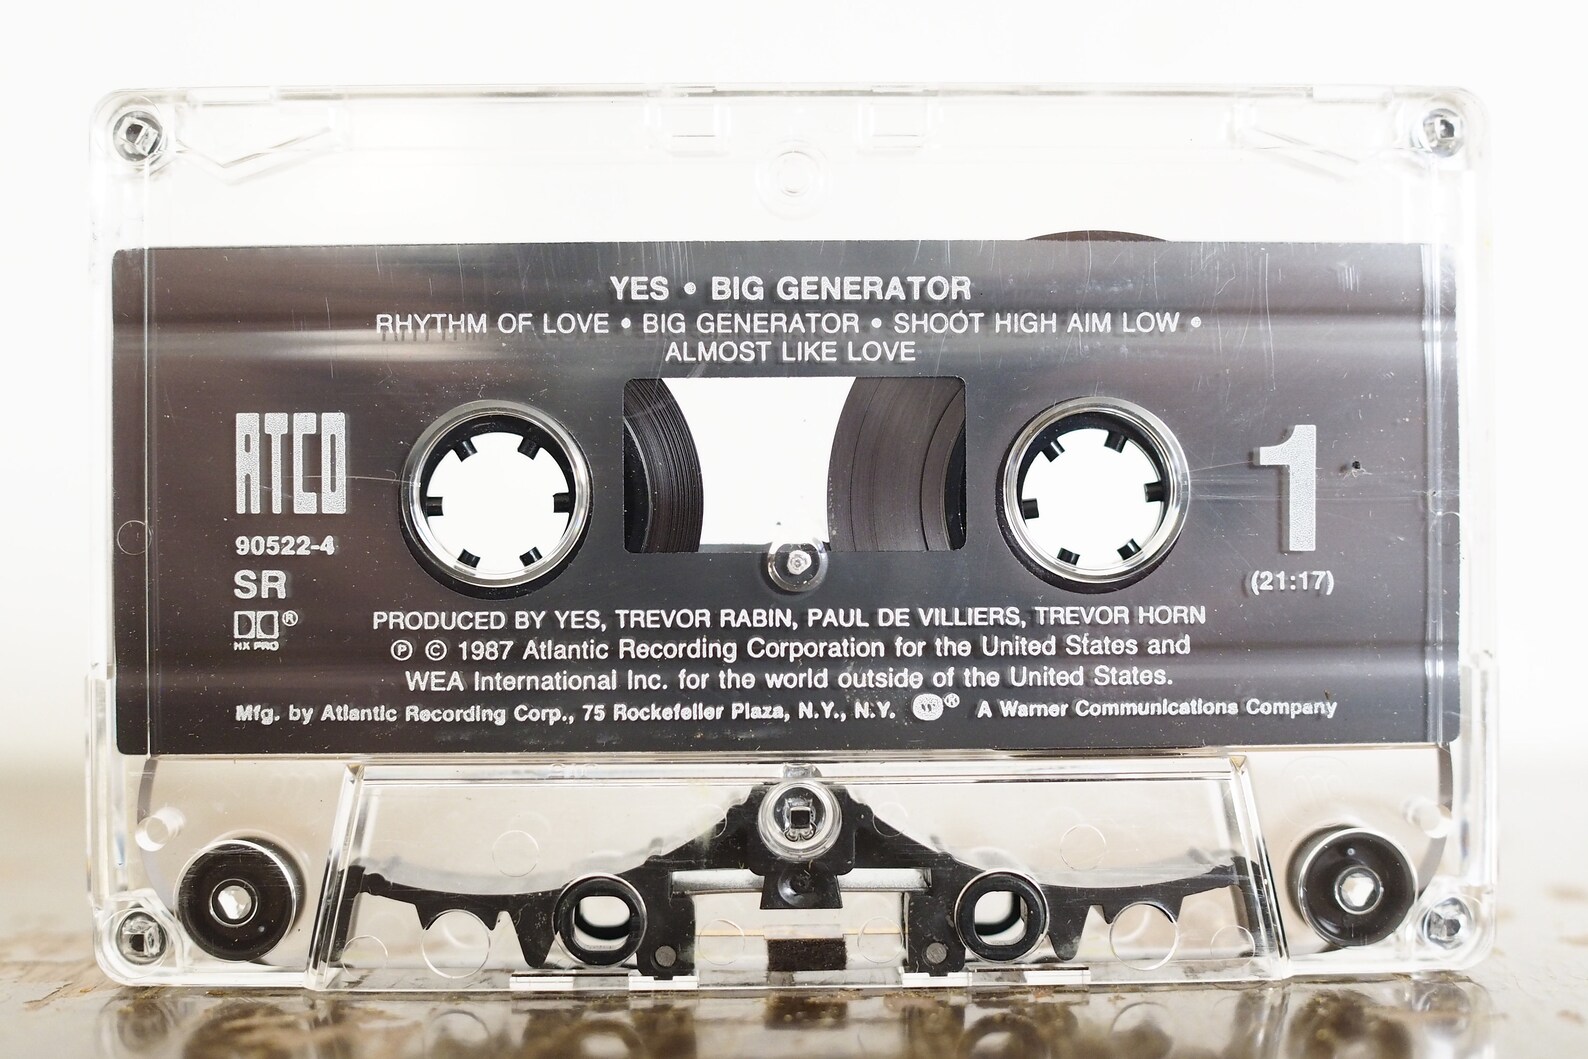 YES • BIG GENERATOR
RHYTHM OF LOVE • BIG GENERATOR • SHOOT HIGH AIM LOW •
ALMOST LIKE LOVE
ATCO
90522-4
SR
®
HX PRO
1
(21:17)
PRODUCED BY YES, TREVOR RABIN, PAUL DE VILLIERS, TREVOR HORN
℗ © 1987 Atlantic Recording Corporation for the United States and
WEA International Inc. for the world outside of the United States.
Mfg. by Atlantic Recording Corp., 75 Rockefeller Plaza, N.Y., N.Y. ® A Warner Communications Company